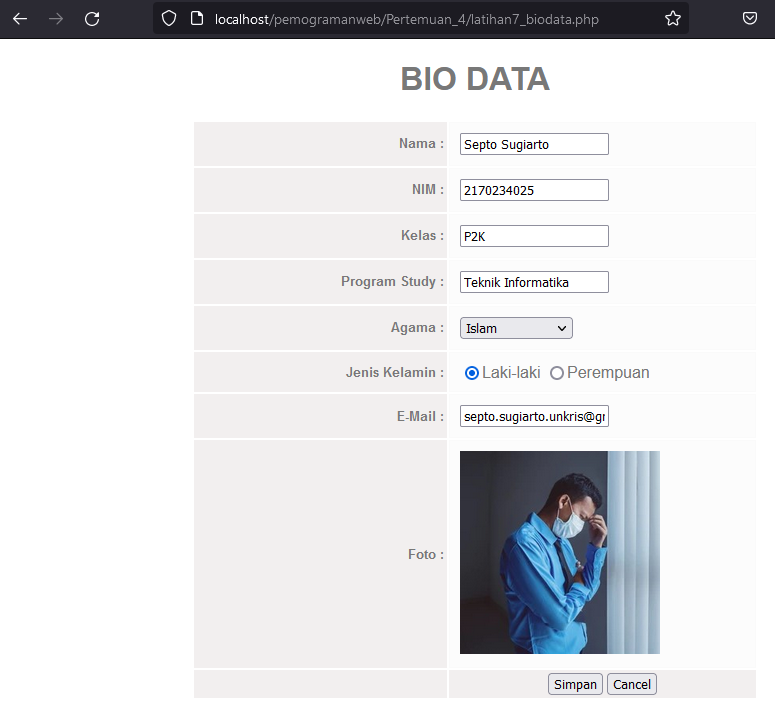 localhost/pemogramanweb/Pertemuan_4/latihan7_biodata.php
BIO DATA
Nama : Septo Sugiarto
NIM : 2170234025
Kelas : P2K
Program Study : Teknik Informatika
Agama : Islam
Jenis Kelamin : Laki-laki Perempuan
E-Mail : septo.sugiarto.unkris@g
Foto :
Simpan Cancel